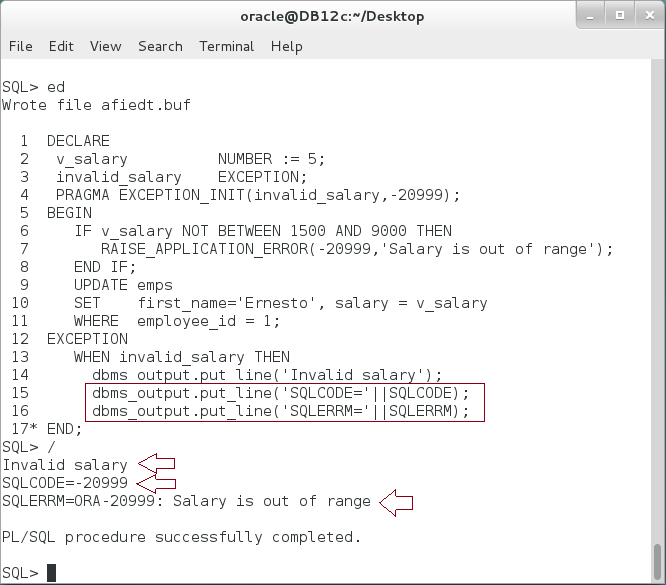 oracle@DB12c:~/Desktop
File Edit View Search Terminal Help
SQL> ed
Wrote file afiedt.buf
1 DECLARE
2 v_salary NUMBER := 5;
3 invalid_salary EXCEPTION;
4 PRAGMA EXCEPTION_INIT(invalid_salary,-20999);
5 BEGIN
6 IF v_salary NOT BETWEEN 1500 AND 9000 THEN
7 RAISE_APPLICATION_ERROR(-20999,'Salary is out of range');
8 END IF;
9 UPDATE emps
10 SET first_name='Ernesto', salary = v_salary
11 WHERE employee_id = 1;
12 EXCEPTION
13 WHEN invalid_salary THEN
14 dbms_output.put_line('Invalid salary');
15 dbms_output.put_line('SQLCODE='||SQLCODE);
16 dbms_output.put_line('SQLERRM='||SQLERRM);
17* END;
SQL> /
Invalid salary
SQLCODE=-20999
SQLERRM=ORA-20999: Salary is out of range
PL/SQL procedure successfully completed.
SQL>